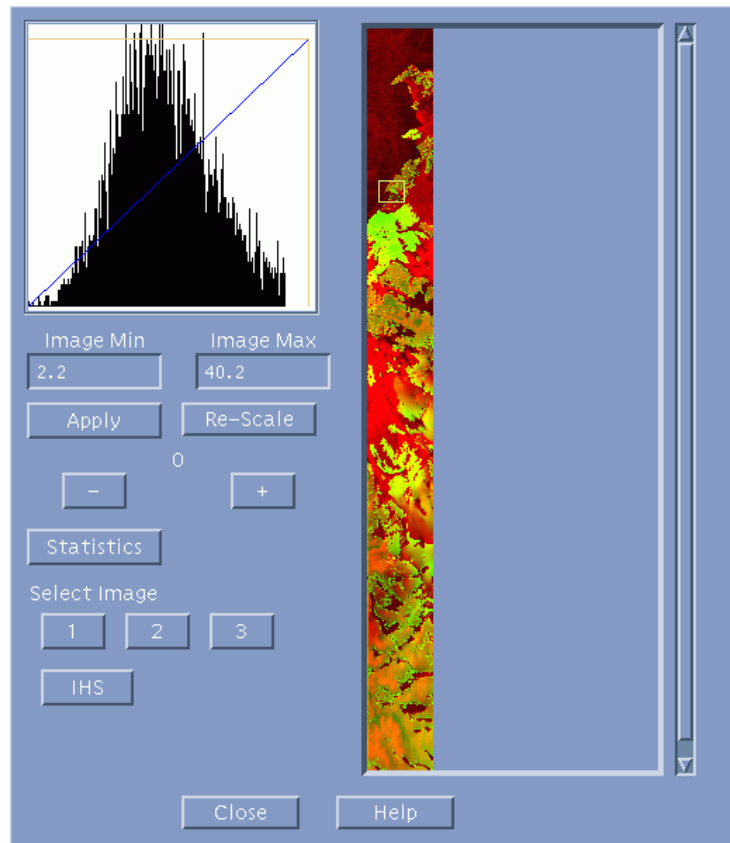 Image Min Image Max
2.2 40.2
Apply Re-Scale
0
- +
Statistics
Select Image
1 2 3
IHS
Close Help